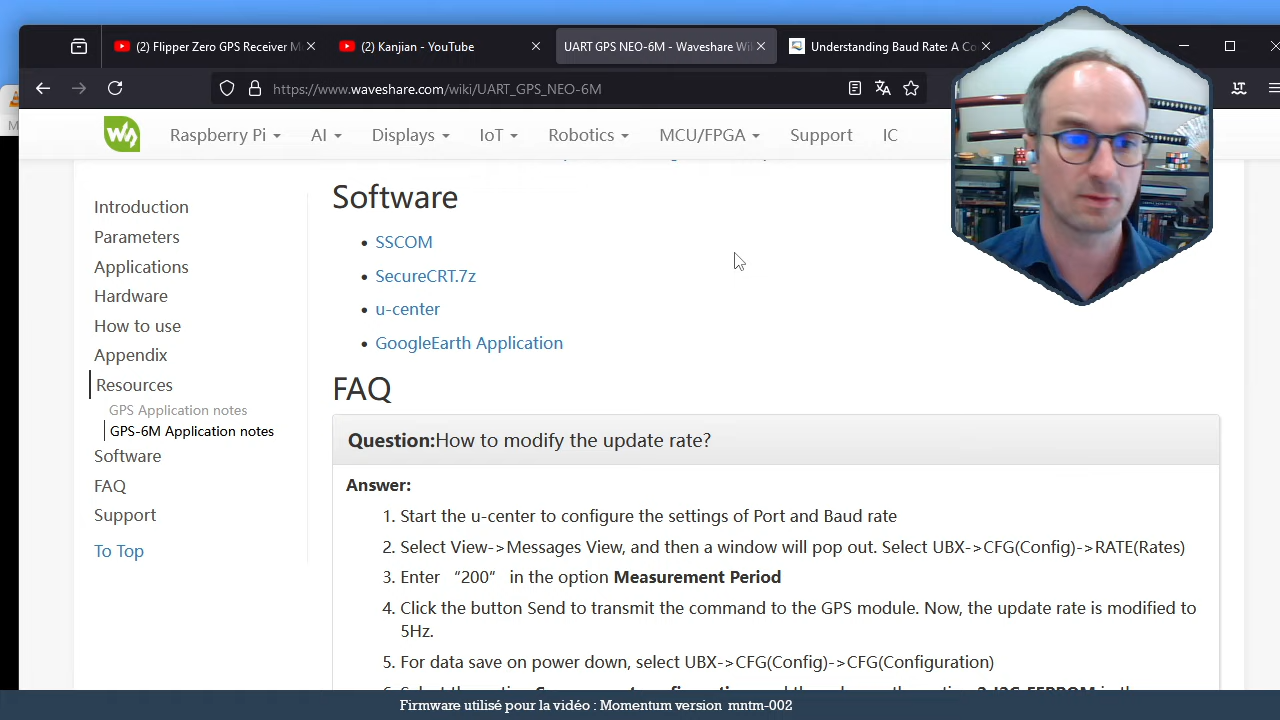 (2) Flipper Zero GPS Receiver M
(2) Kanjian - YouTube
UART GPS NEO-6M - Waveshare Wi
Understanding Baud Rate: A Co
https://www.waveshare.com/wiki/UART_GPS_NEO-6M
LT
Raspberry Pi
AI
Displays
IoT
Robotics
MCU/FPGA
Support
IC
Introduction
Parameters
Applications
Hardware
How to use
Appendix
Resources
GPS Application notes
GPS-6M Application notes
Software
FAQ
Support
To Top
Software
• SSCOM
• SecureCRT.7z
• u-center
• GoogleEarth Application
FAQ
Question:How to modify the update rate?
Answer:
1. Start the u-center to configure the settings of Port and Baud rate
2. Select View->Messages View, and then a window will pop out. Select UBX->CFG(Config)->RATE(Rates)
3. Enter “200” in the option Measurement Period
4. Click the button Send to transmit the command to the GPS module. Now, the update rate is modified to
5Hz.
5. For data save on power down, select UBX->CFG(Config)->CFG(Configuration)
Firmware utilisé pour la vidéo : Momentum version mntm-002